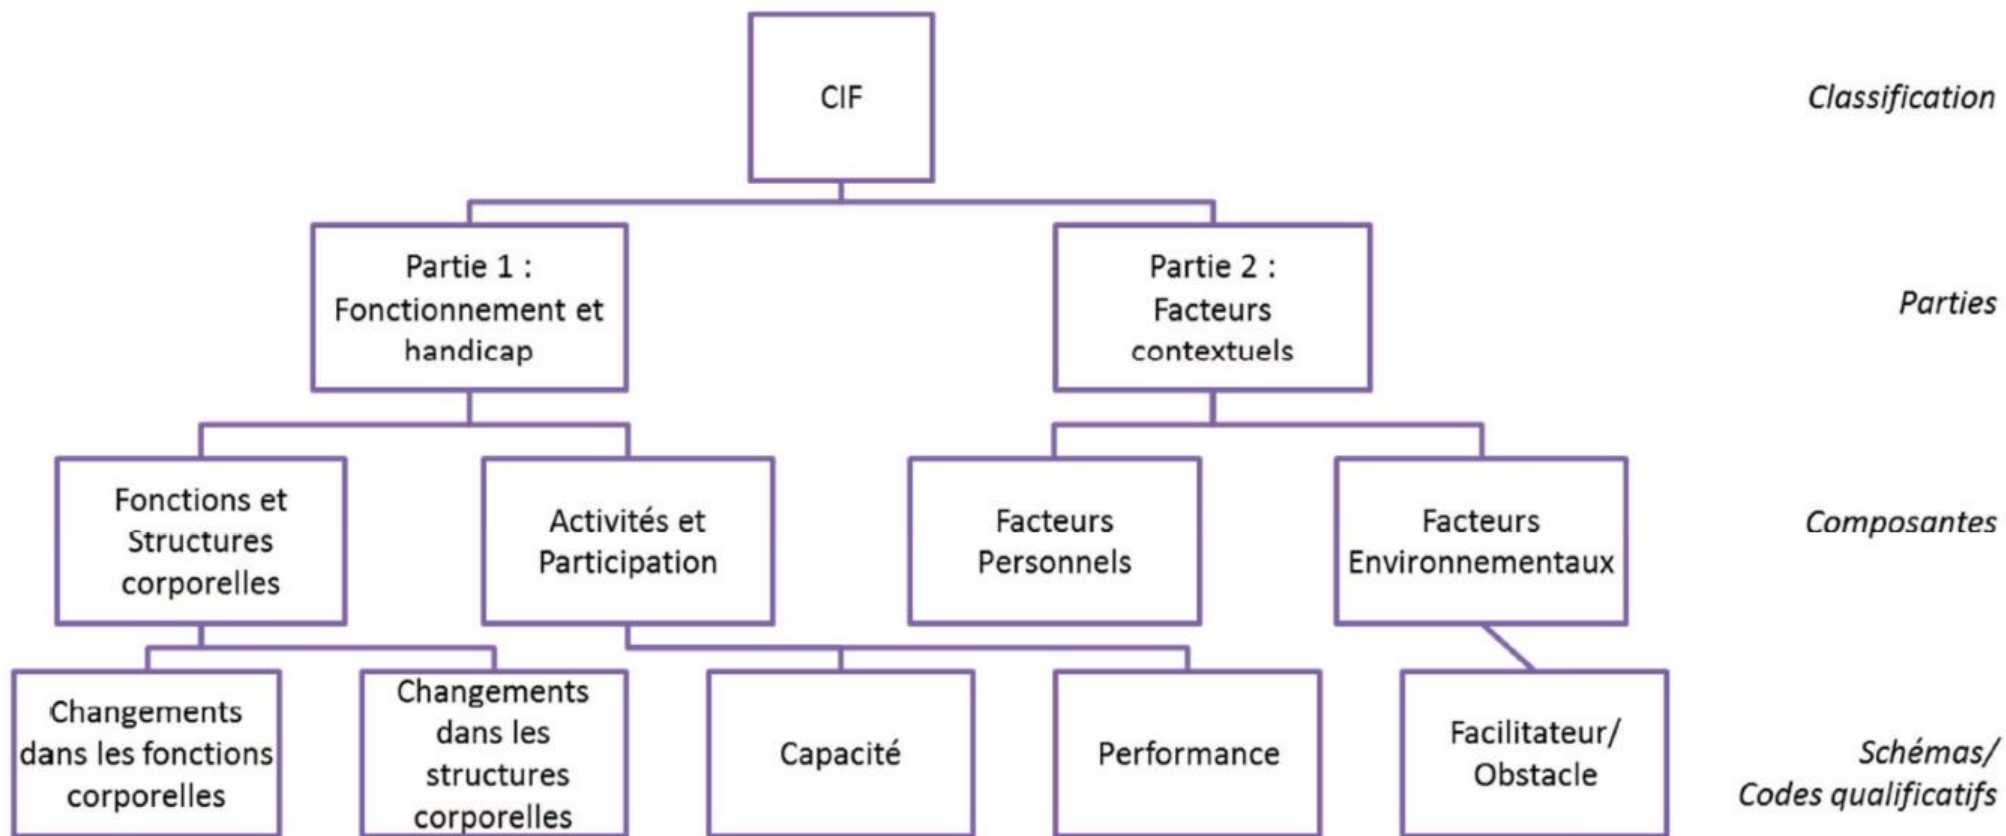 CIF
Classification
Partie 1 :
Fonctionnement et
handicap
Partie 2 :
Facteurs
contextuels
Parties
Fonctions et
Structures
corporelles
Activités et
Participation
Facteurs
Personnels
Facteurs
Environnementaux
Composantes
Changements
dans les fonctions
corporelles
Changements
dans les
structures
corporelles
Capacité
Performance
Facilitateur/
Obstacle
Schémas/
Codes qualificatifs